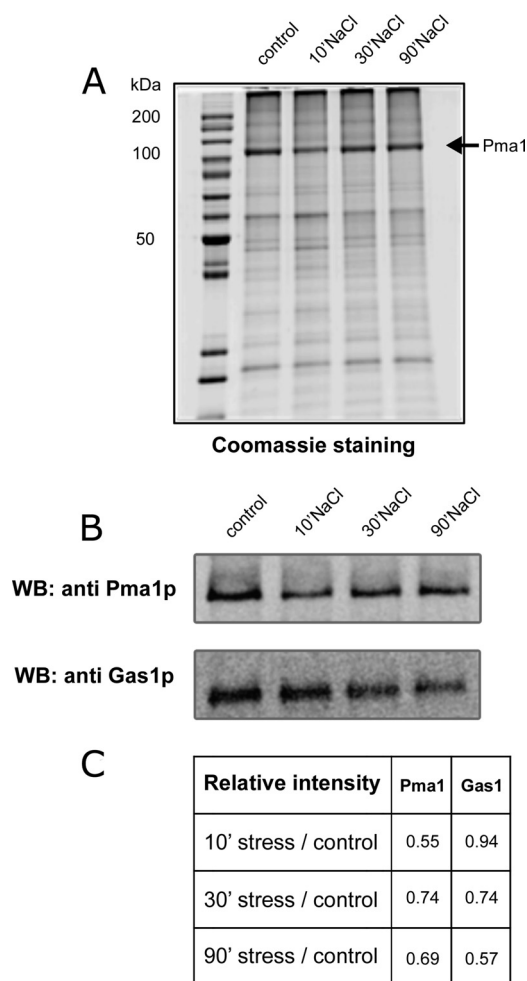 control 10'NaCl 30'NaCl 90'NaCl
A
kDa
200
100
50
Pma1
Coomassie staining
control 10'NaCl 30'NaCl 90'NaCl
B
WB: anti Pma1p
WB: anti Gas1p
C
Relative intensity Pma1 Gas1
10' stress / control 0.55 0.94
30' stress / control 0.74 0.74
90' stress / control 0.69 0.57